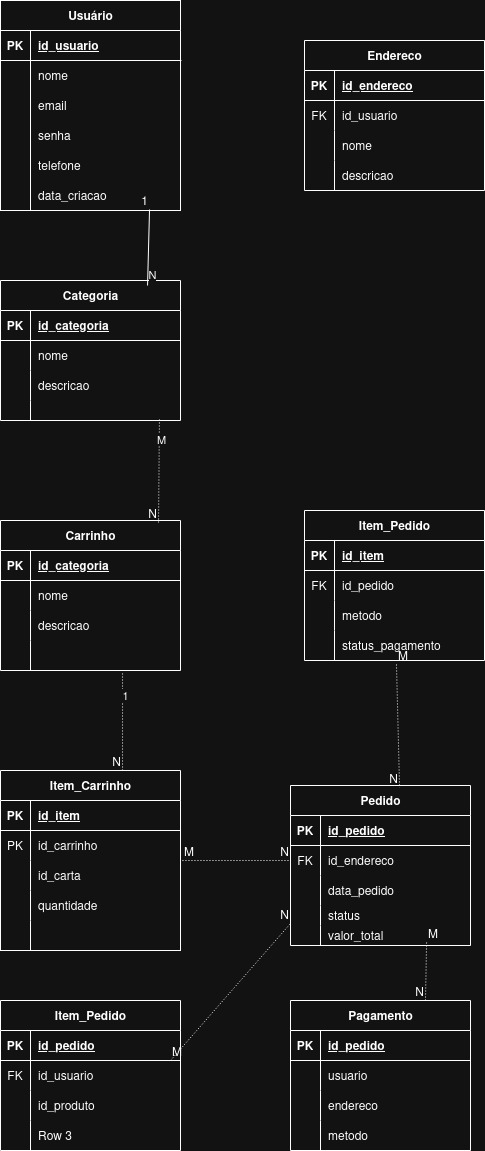 Usuário
PK id_usuario
nome
email
senha
telefone
data_criacao
1
N
Endereco
PK id_endereco
FK id_usuario
nome
descricao
Categoria
PK id_categoria
nome
descricao
M
N
Carrinho
PK id_categoria
nome
descricao
1
N
Item_Pedido
PK id_item
FK id_pedido
metodo
status_pagamento
M
N
Item_Carrinho
PK id_item
PK id_carrinho
id_carta
quantidade
M
N
Pedido
PK id_pedido
FK id_endereco
data_pedido
status
valor_total
N
M
M
N
Item_Pedido
PK id_pedido
FK id_usuario
id_produto
Row 3
Pagamento
PK id_pedido
usuario
endereco
metodo